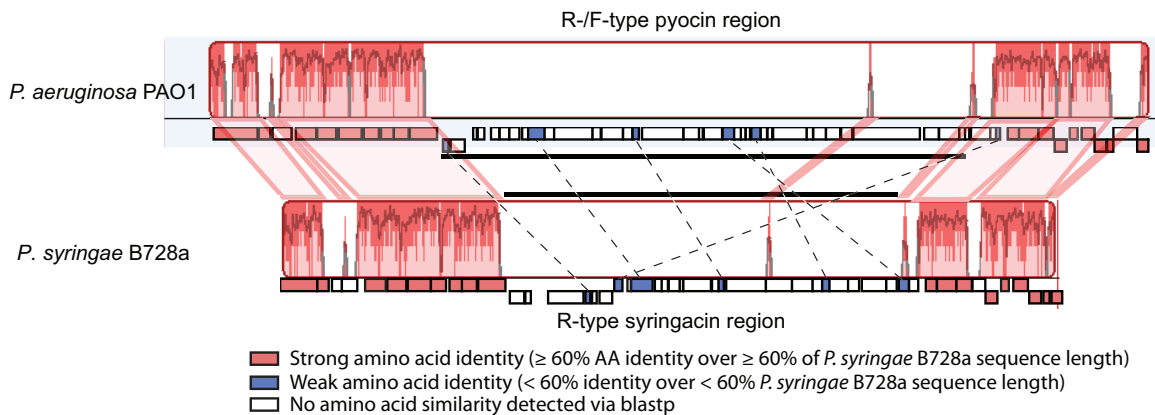 R-/F-type pyocin region
P. aeruginosa PAO1
P. syringae B728a
R-type syringacin region
Strong amino acid identity (≥ 60% AA identity over ≥ 60% of P. syringae B728a sequence length)
Weak amino acid identity (< 60% identity over < 60% P. syringae B728a sequence length)
No amino acid similarity detected via blastp